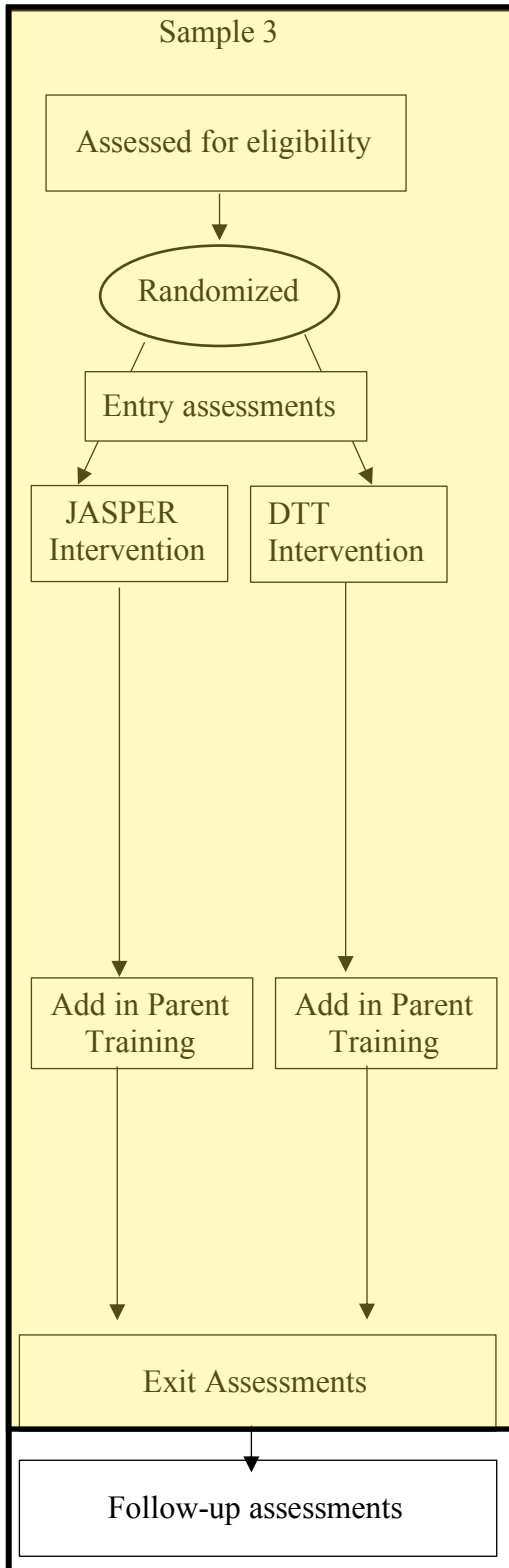 Sample 3
Assessed for eligibility
Randomized
Entry assessments
JASPER
Intervention
DTT
Intervention
Add in Parent
Training
Add in Parent
Training
Exit Assessments
Follow-up assessments